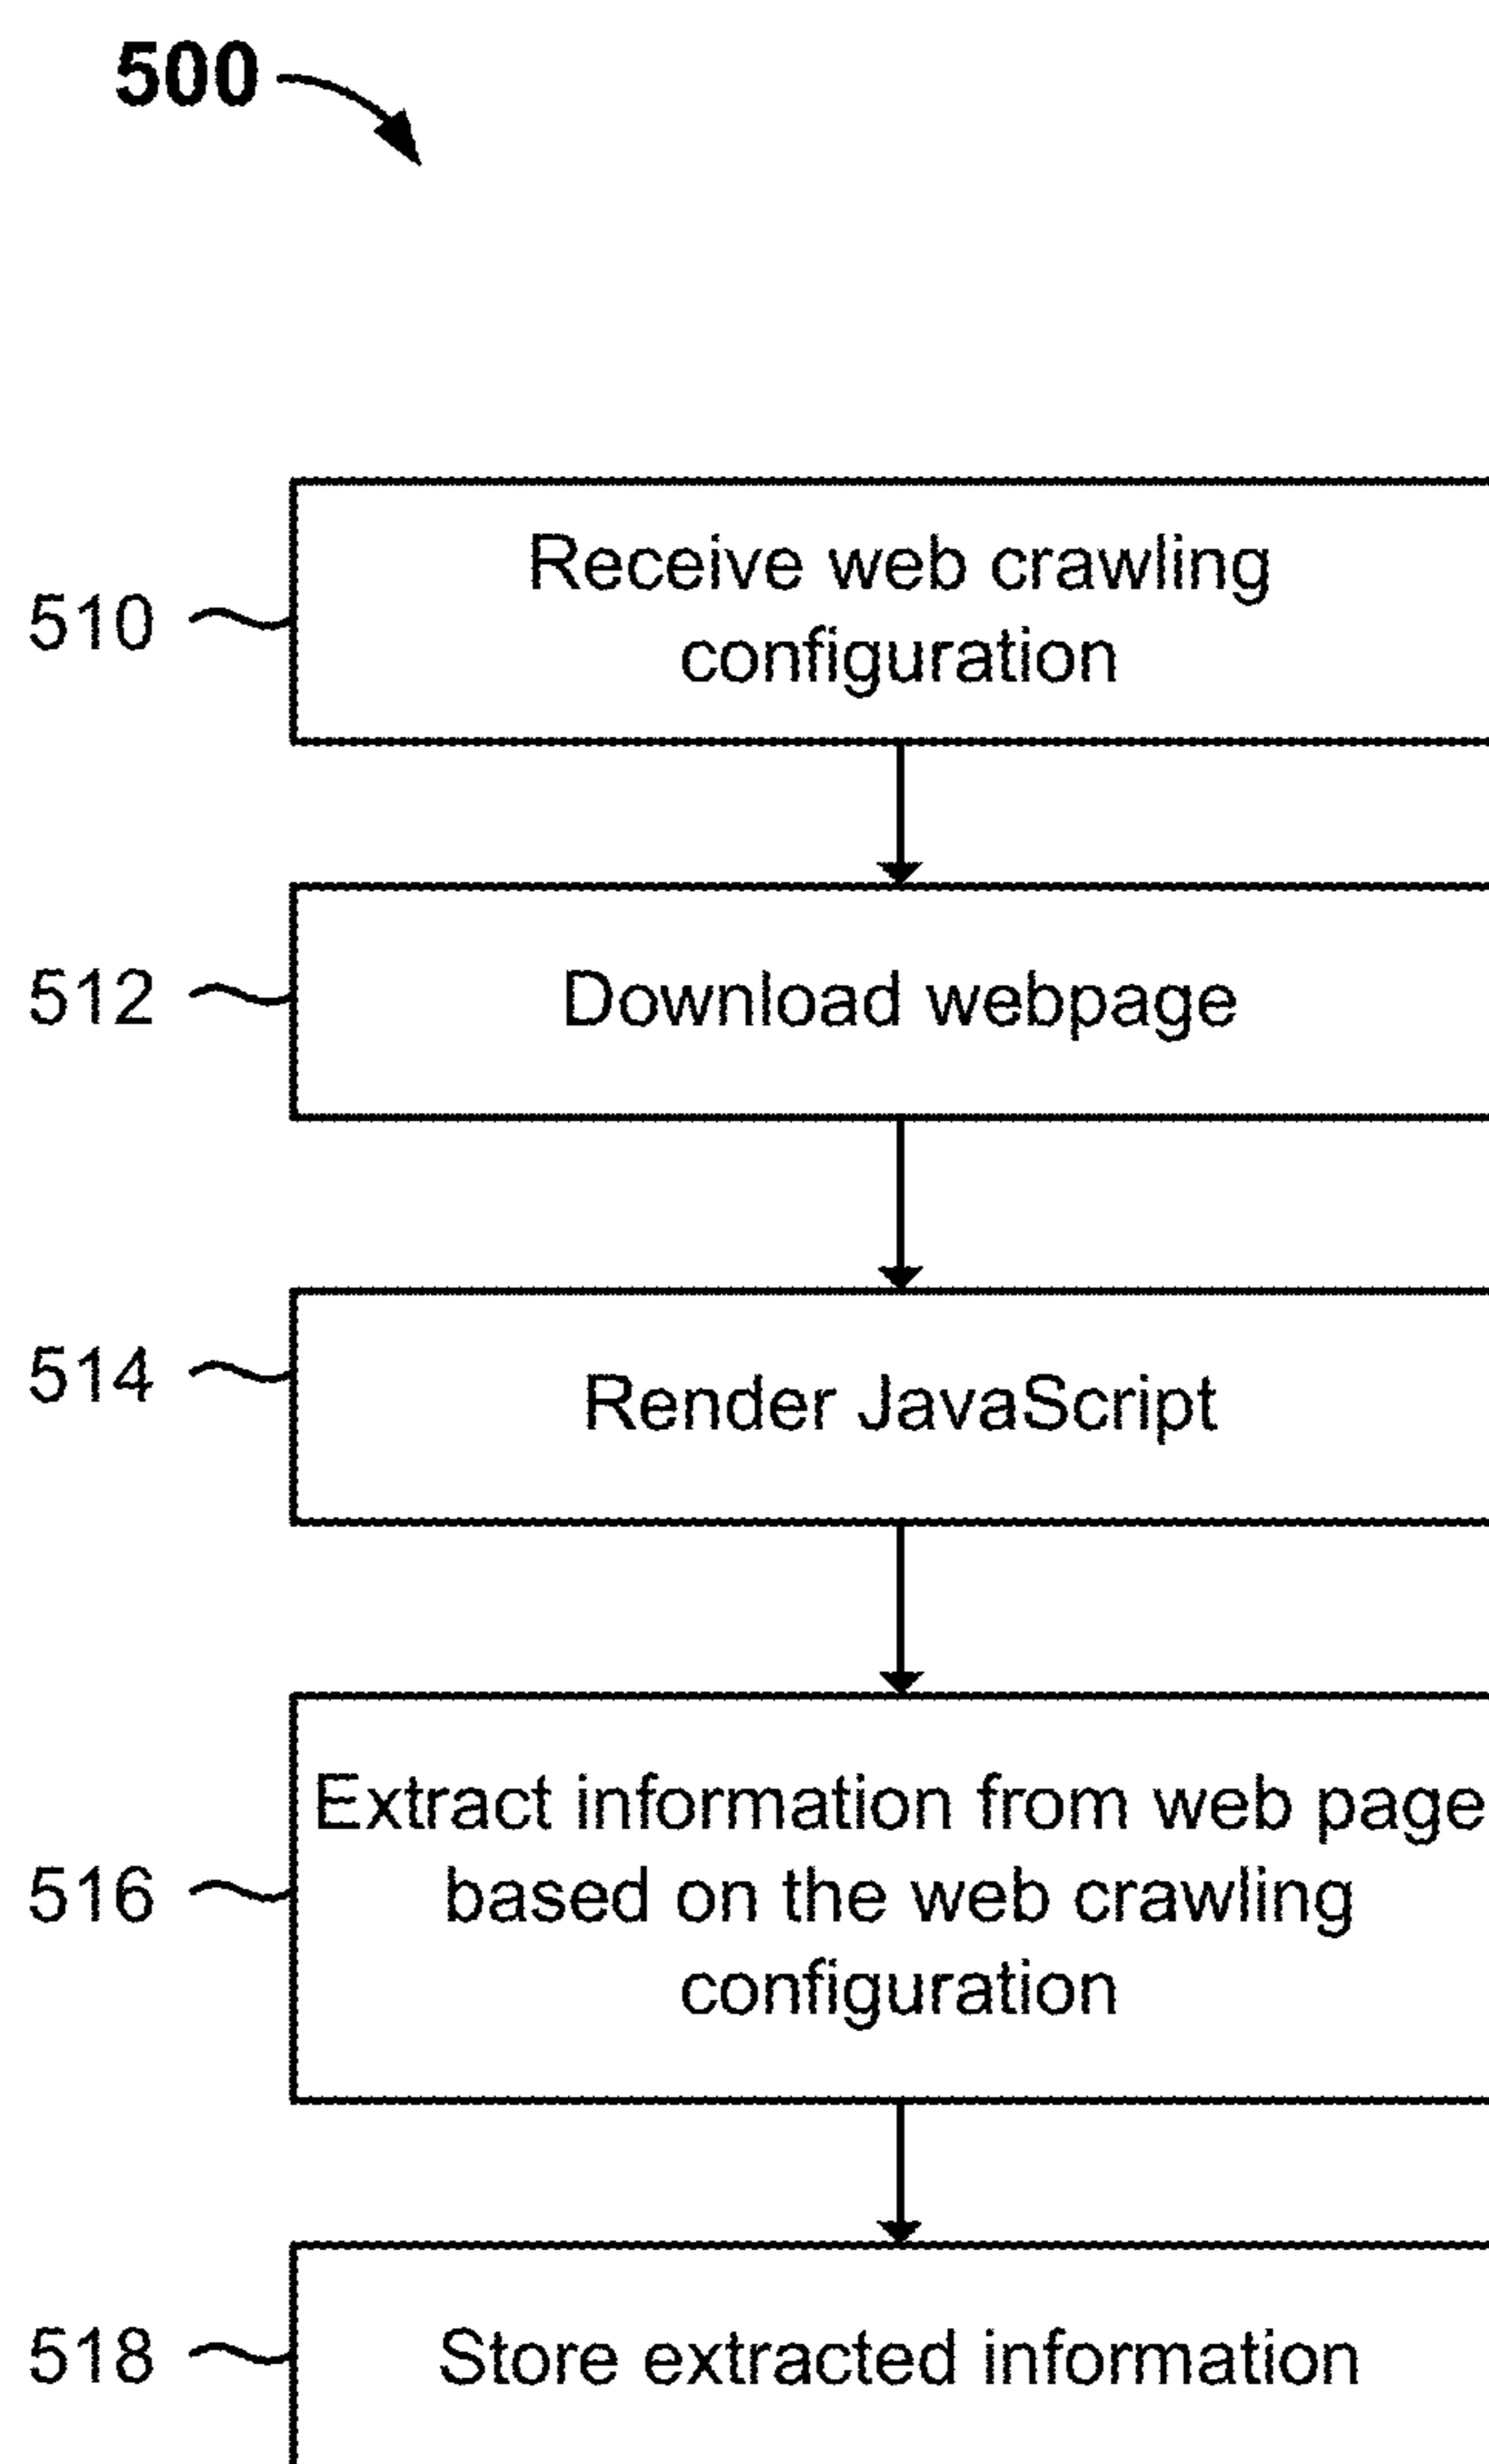 500
510
Receive web crawling
configuration
512
Download webpage
514
Render JavaScript
516
Extract information from web page
based on the web crawling
configuration
518
Store extracted information